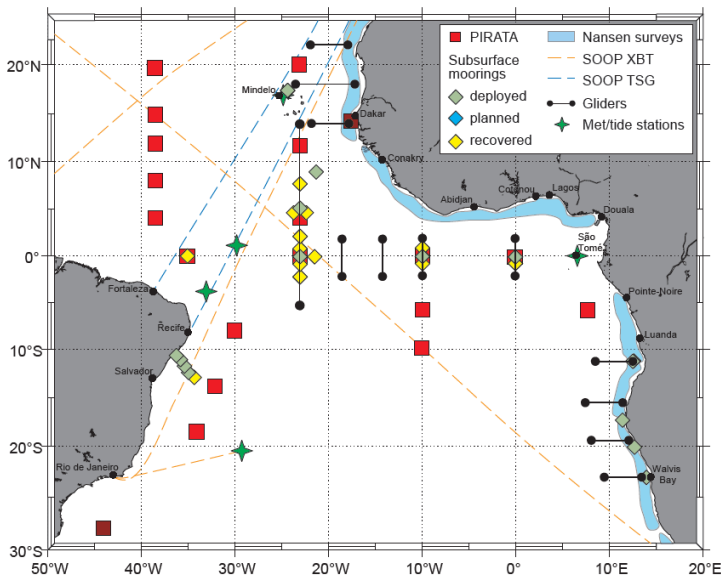 PIRATA
Subsurface
moorings
deployed
planned
recovered
Nansen surveys
SOOP XBT
SOOP TSG
Gliders
Met/tide stations
20°N
10°N
0°
10°S
20°S
30°S
50°W
40°W
30°W
20°W
10°W
0°
10°E
20°E
Mindelo
Dakar
Conakry
Abidjan
Cotonou
Lagos
Douala
São
Tomé
Pointe-Noire
Luanda
Walvis
Bay
Fortaleza
Recife
Salvador
Rio de Janeiro